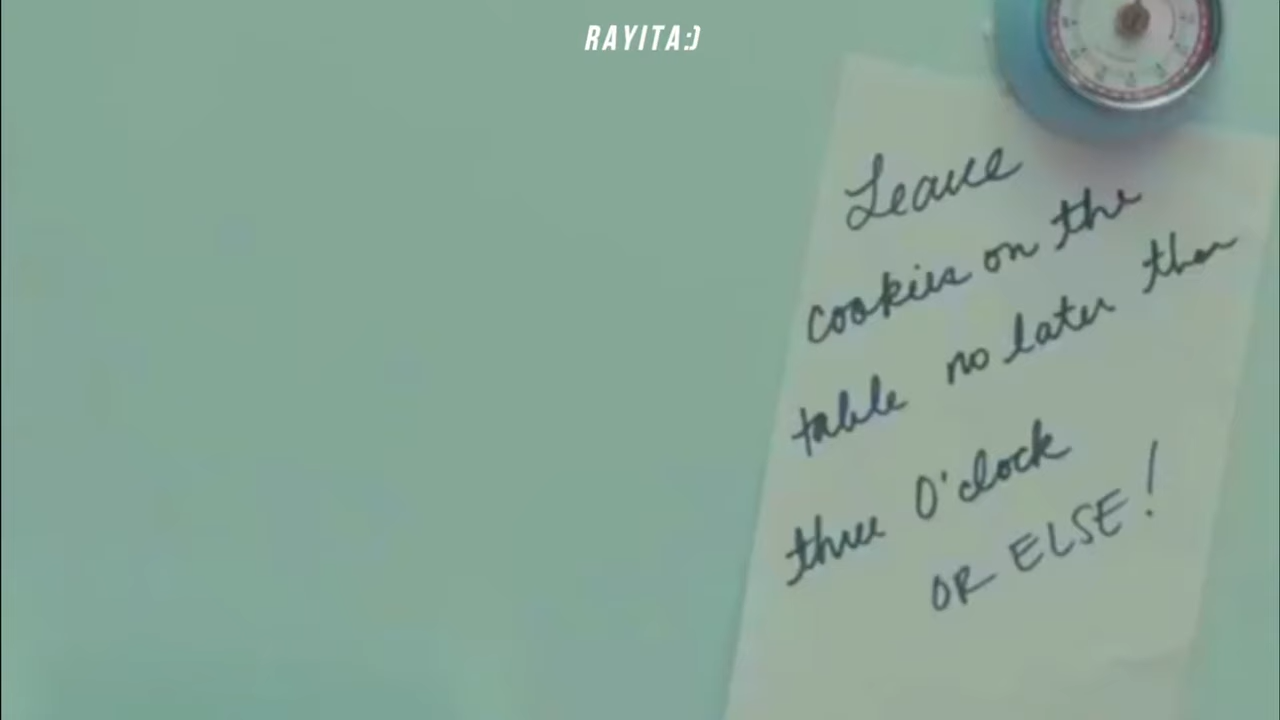 RAYITA:)
Leave
cookies on the
table no later than
three O'clock
OR ELSE!